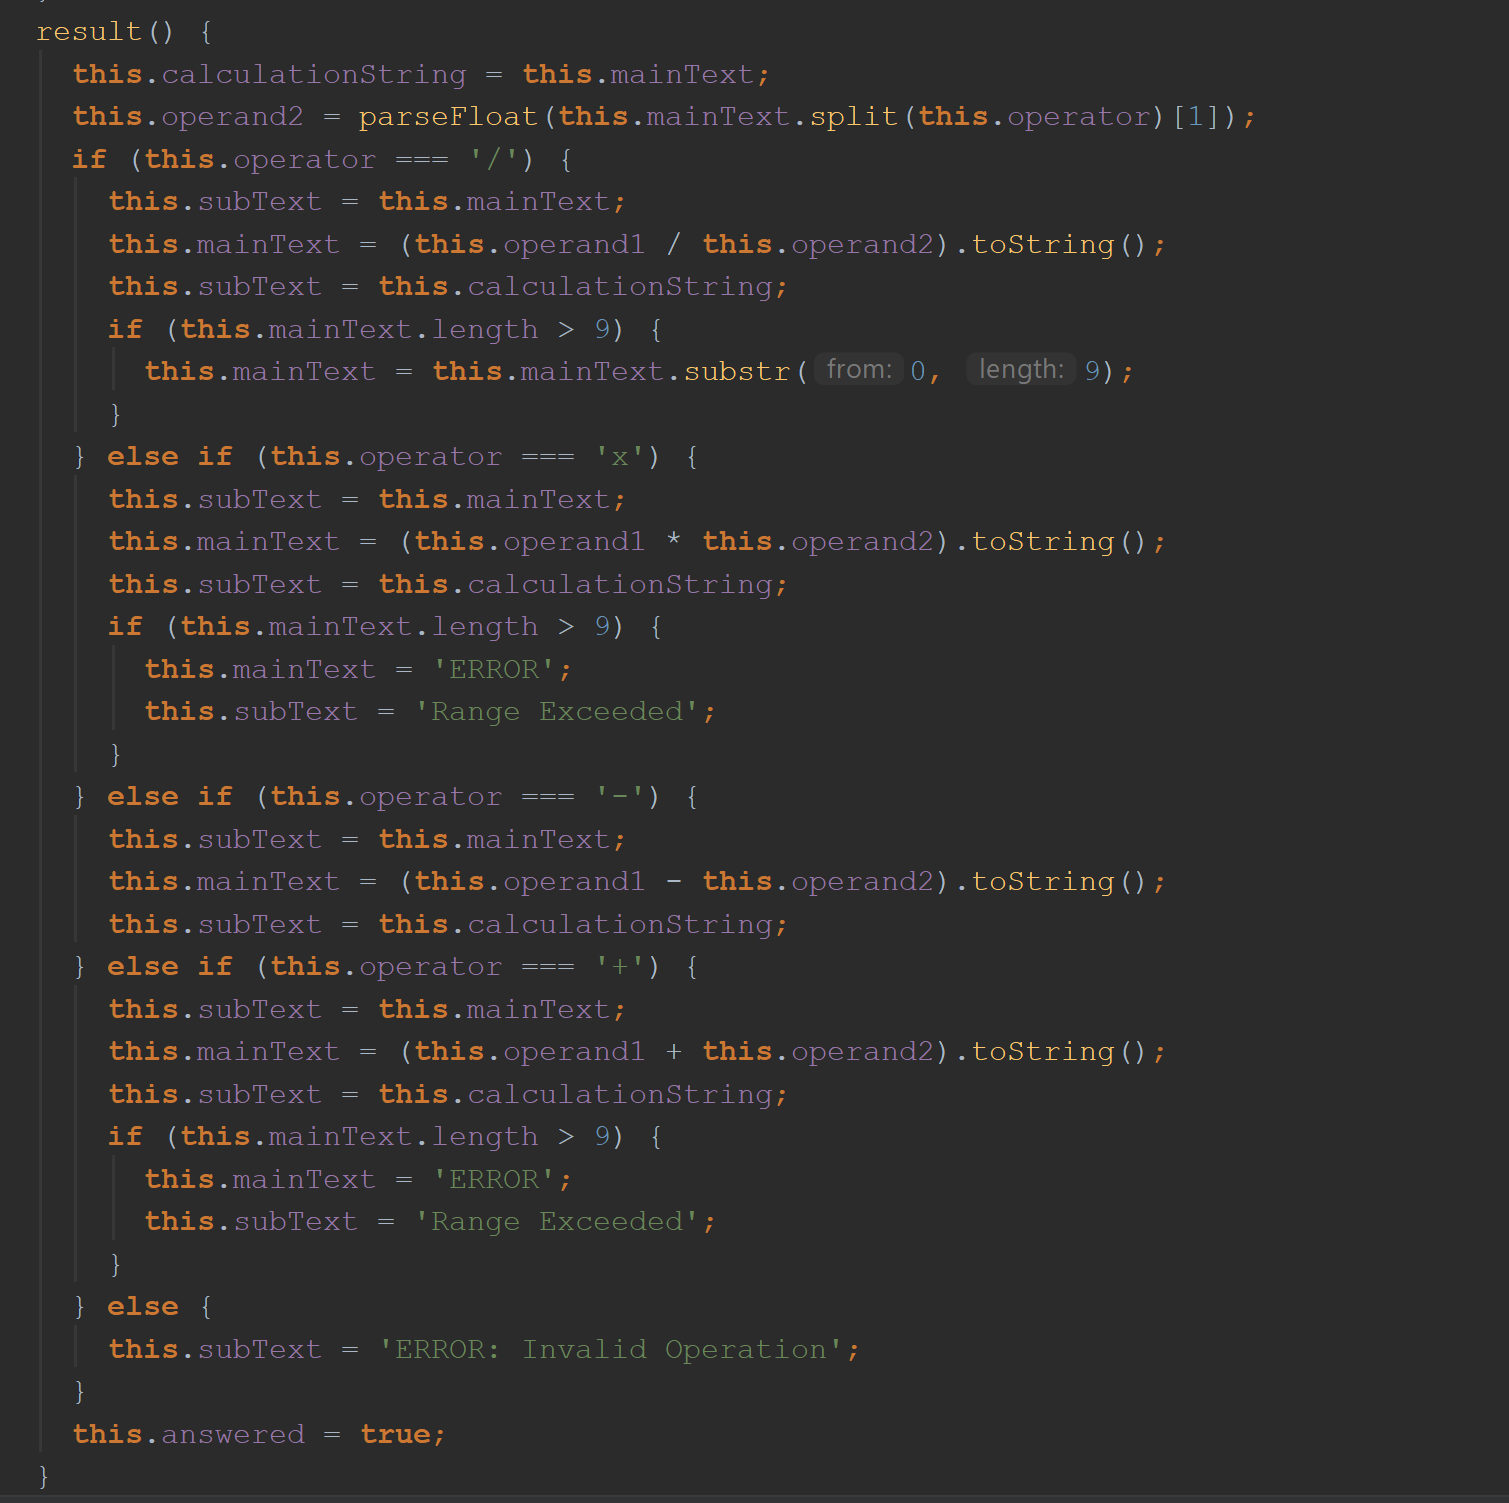 result() {
  this.calculationString = this.mainText;
  this.operand2 = parseFloat(this.mainText.split(this.operator)[1]);
  if (this.operator === '/') {
    this.subText = this.mainText;
    this.mainText = (this.operand1 / this.operand2).toString();
    this.subText = this.calculationString;
    if (this.mainText.length > 9) {
      this.mainText = this.mainText.substr( from: 0,  length: 9);
    }
  } else if (this.operator === 'x') {
    this.subText = this.mainText;
    this.mainText = (this.operand1 * this.operand2).toString();
    this.subText = this.calculationString;
    if (this.mainText.length > 9) {
      this.mainText = 'ERROR';
      this.subText = 'Range Exceeded';
    }
  } else if (this.operator === '-') {
    this.subText = this.mainText;
    this.mainText = (this.operand1 - this.operand2).toString();
    this.subText = this.calculationString;
  } else if (this.operator === '+') {
    this.subText = this.mainText;
    this.mainText = (this.operand1 + this.operand2).toString();
    this.subText = this.calculationString;
    if (this.mainText.length > 9) {
      this.mainText = 'ERROR';
      this.subText = 'Range Exceeded';
    }
  } else {
    this.subText = 'ERROR: Invalid Operation';
  }
  this.answered = true;
}